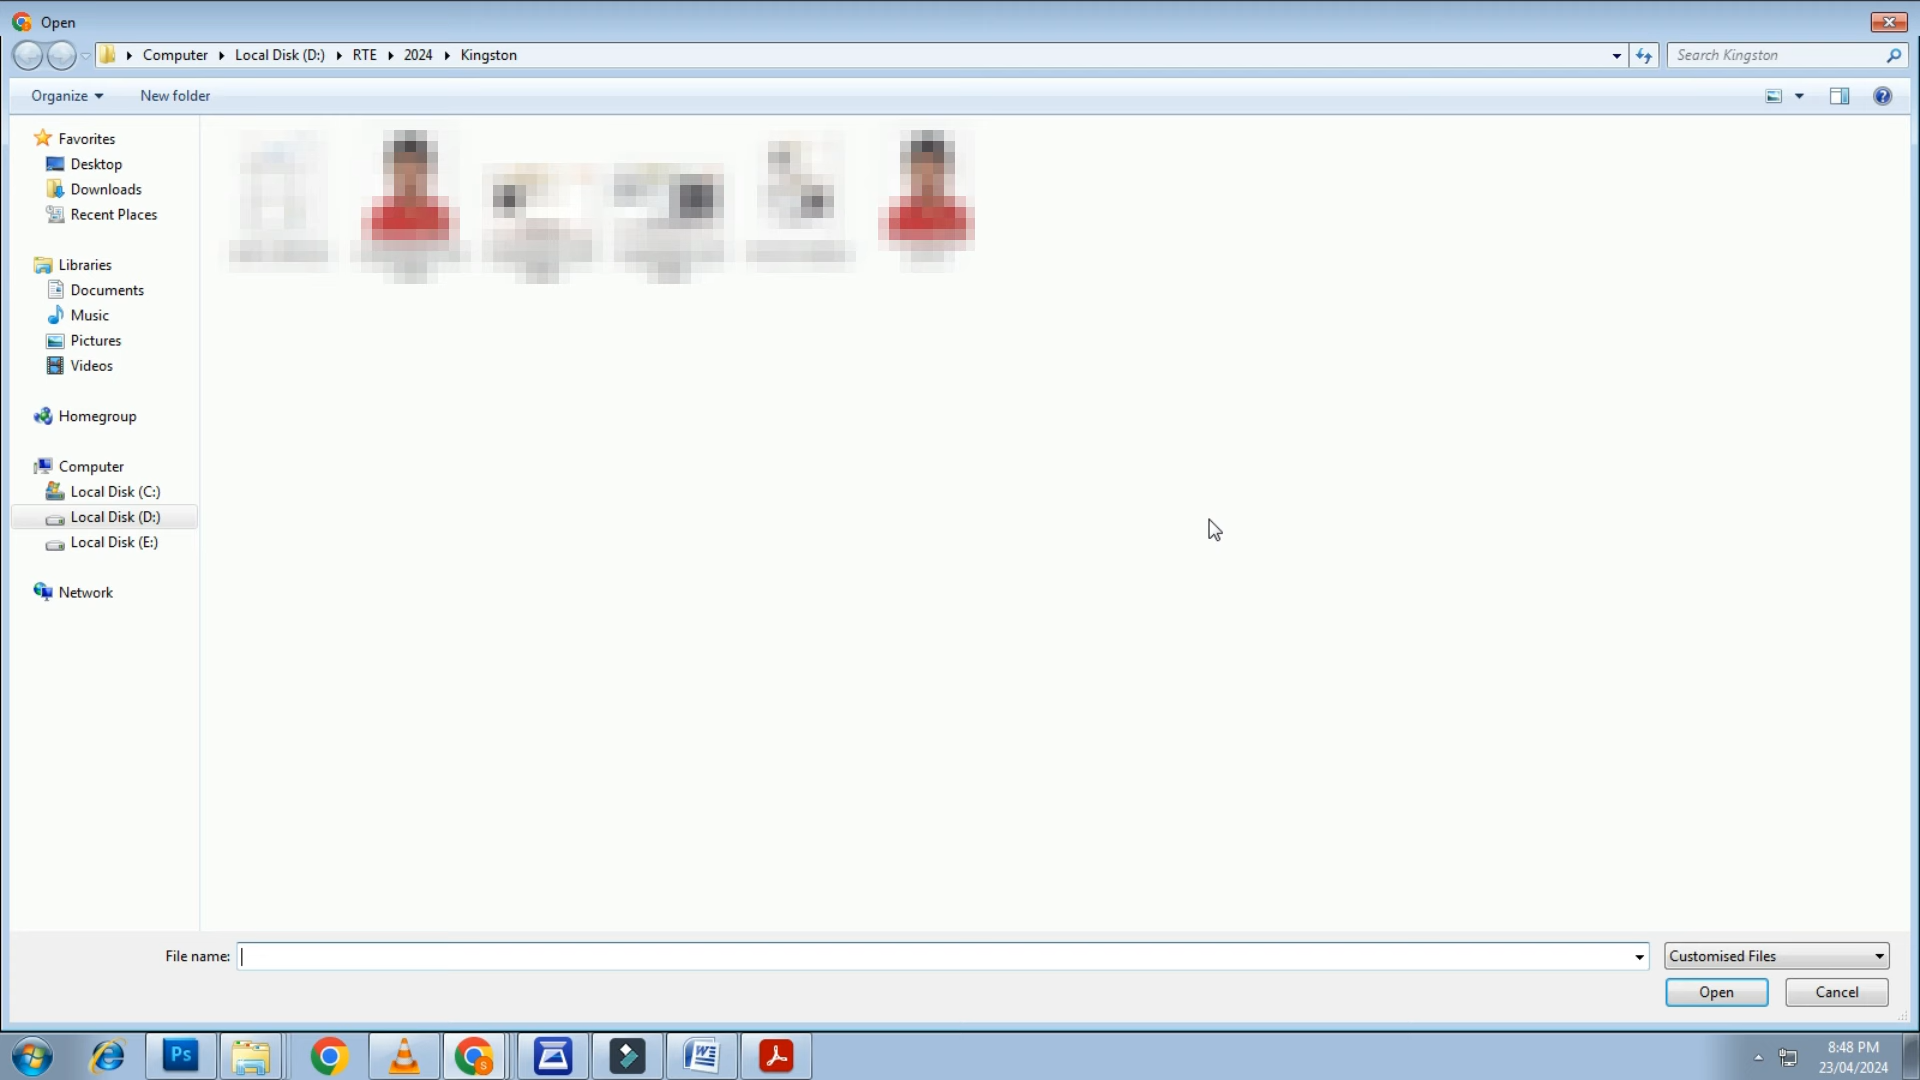 Open
Computer Local Disk (D:) RTE 2024 Kingston
Search Kingston
Organize New folder
Favorites
Desktop
Downloads
Recent Places
Libraries
Documents
Music
Pictures
Videos
Homegroup
Computer
Local Disk (C:)
Local Disk (D:)
Local Disk (E:)
Network
File name:
Customised Files
Open Cancel
Ps
S
8:48 PM
23/04/2024